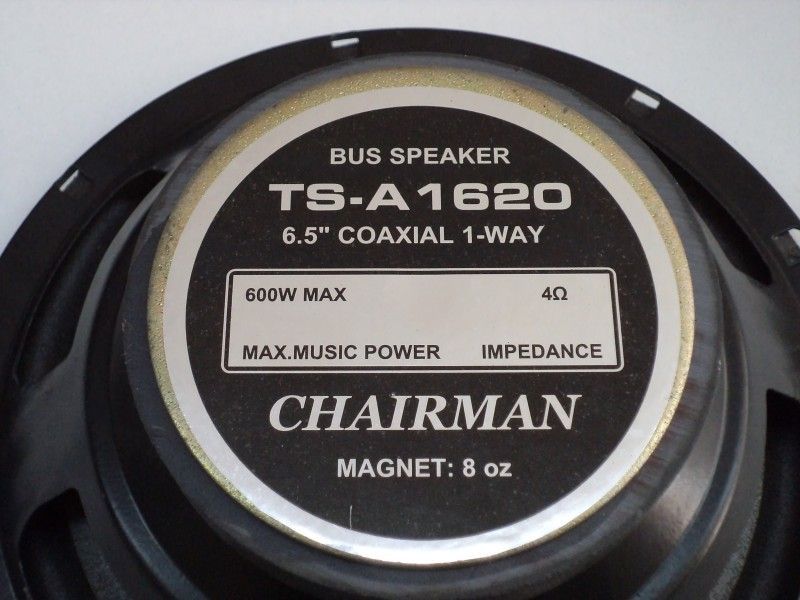 BUS SPEAKER
TS-A1620
6.5" COAXIAL 1-WAY
600W MAX 4Ω
MAX.MUSIC POWER IMPEDANCE
CHAIRMAN
MAGNET: 8 oz